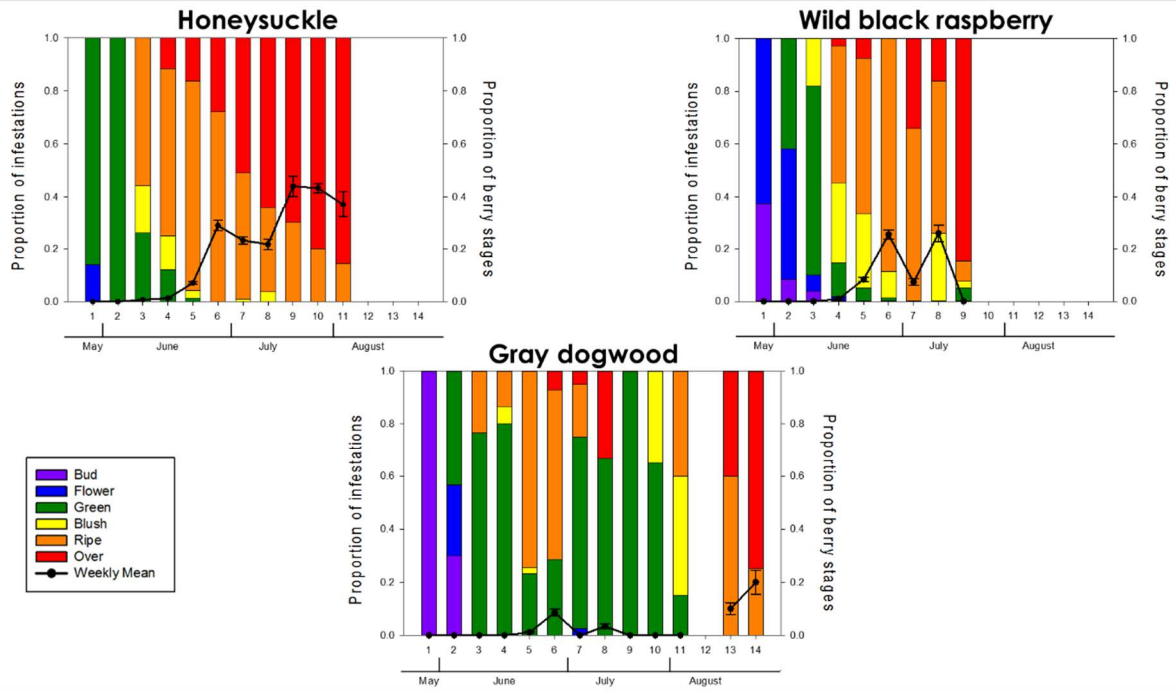 Honeysuckle
Proportion of infestations
1.0
0.8
0.6
0.4
0.2
0.0
1.0
0.8
0.6
0.4
0.2
0.0
Proportion of berry stages
1 2 3 4 5 6 7 8 9 10 11 12 13 14
May June July August
Wild black raspberry
Proportion of infestations
1.0
0.8
0.6
0.4
0.2
0.0
1.0
0.8
0.6
0.4
0.2
0.0
Proportion of berry stages
1 2 3 4 5 6 7 8 9 10 11 12 13 14
May June July August
Gray dogwood
Proportion of infestations
1.0
0.8
0.6
0.4
0.2
0.0
1.0
0.8
0.6
0.4
0.2
0.0
Proportion of berry stages
1 2 3 4 5 6 7 8 9 10 11 12 13 14
May June July August
Bud
Flower
Green
Blush
Ripe
Over
Weekly Mean